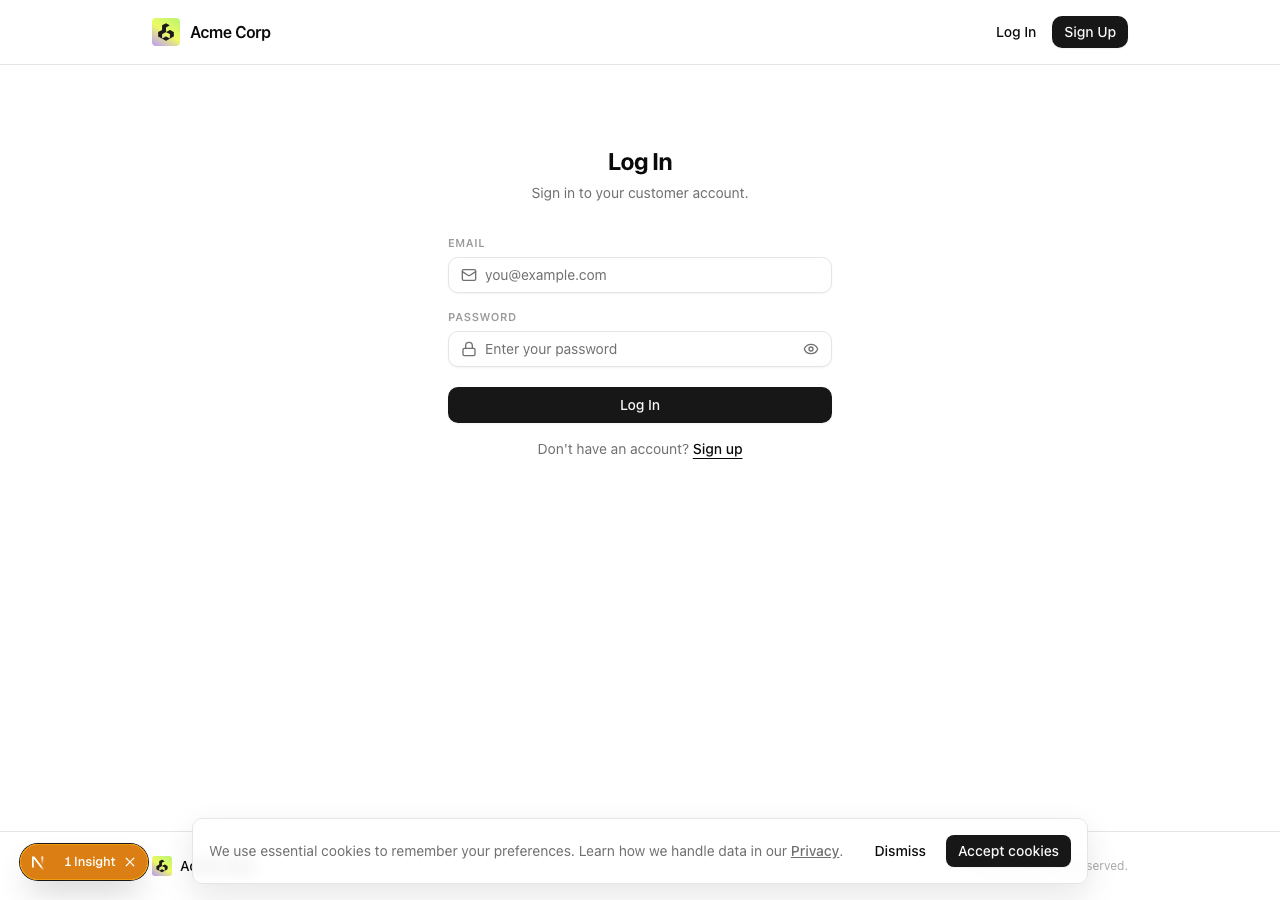 Acme Corp
Log In
Sign Up
Log In
Sign in to your customer account.
EMAIL
you@example.com
PASSWORD
Enter your password
Log In
Don't have an account? Sign up
1 Insight
We use essential cookies to remember your preferences. Learn how we handle data in our Privacy.
Dismiss
Accept cookies